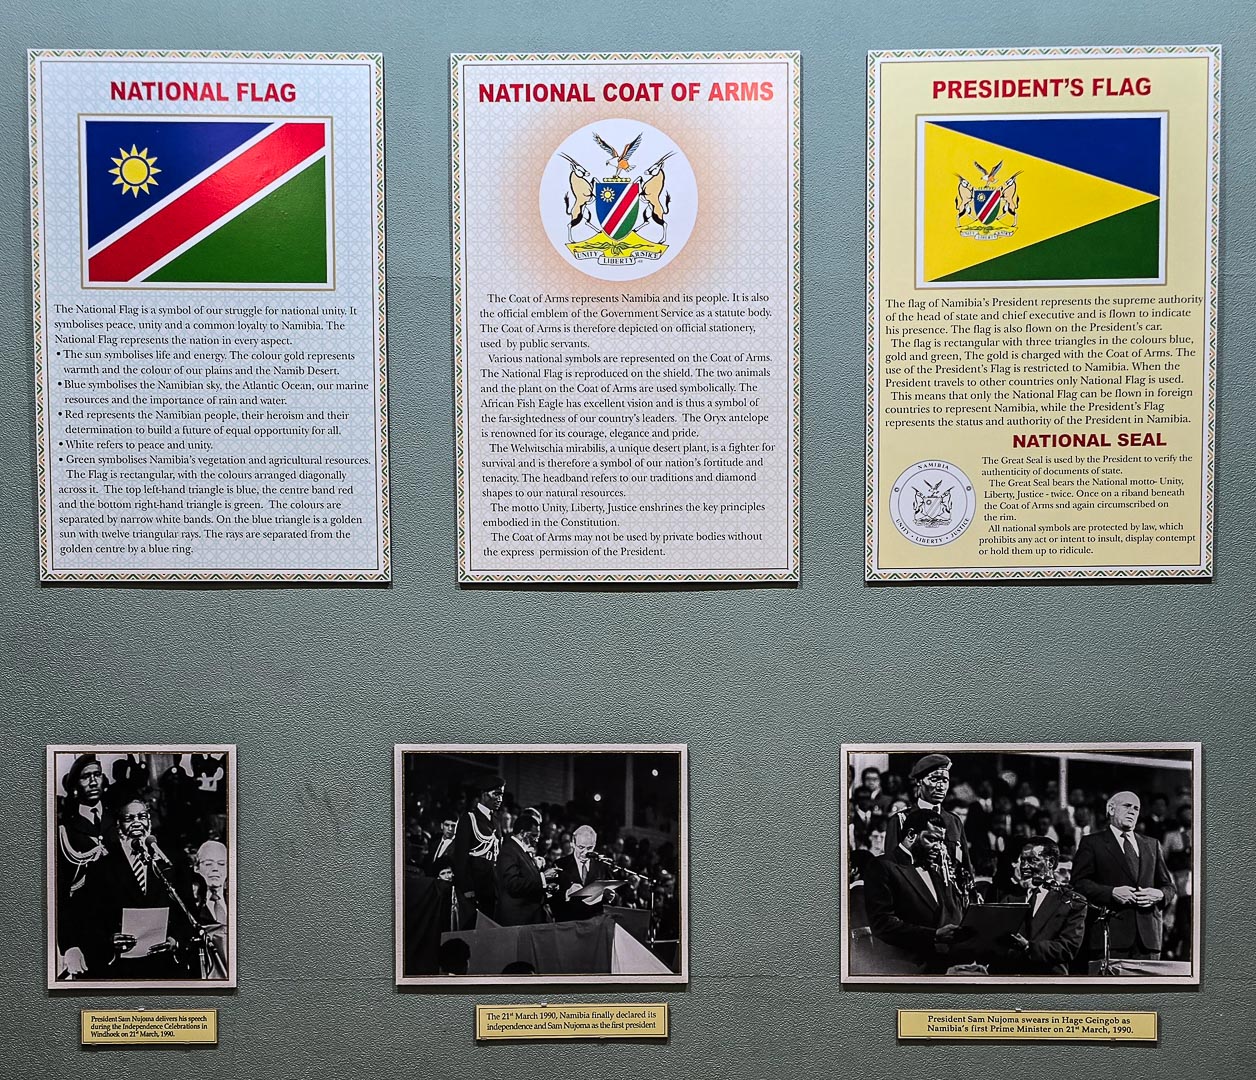 NATIONAL FLAG
The National Flag is a symbol of our struggle for national unity. It
symbolises peace, unity and a common loyalty to Namibia. The
National Flag represents the nation in every aspect.
• The sun symbolises life and energy. The colour gold represents
warmth and the colour of our plains and the Namib Desert.
• Blue symbolises the Namibian sky, the Atlantic Ocean, our marine
resources and the importance of rain and water.
• Red represents the Namibian people, their heroism and their
determination to build a future of equal opportunity for all.
• White refers to peace and unity.
• Green symbolises Namibia's vegetation and agricultural resources.
The Flag is rectangular, with the colours arranged diagonally
across it. The top left-hand triangle is blue, the centre band red
and the bottom right-hand triangle is green. The colours are
separated by narrow white bands. On the blue triangle is a golden
sun with twelve triangular rays. The rays are separated from the
golden centre by a blue ring.
NATIONAL COAT OF ARMS
UNITY LIBERTY JUSTICE
The Coat of Arms represents Namibia and its people. It is also
the official emblem of the Government Service as a statute body.
The Coat of Arms is therefore depicted on official stationery,
used by public servants.
Various national symbols are represented on the Coat of Arms.
The National Flag is reproduced on the shield. The two animals
and the plant on the Coat of Arms are used symbolically. The
African Fish Eagle has excellent vision and is thus a symbol of
the far-sightedness of our country's leaders. The Oryx antelope
is renowned for its courage, elegance and pride.
The Welwitschia mirabilis, a unique desert plant, is a fighter for
survival and is therefore a symbol of our nation's fortitude and
tenacity. The headband refers to our traditions and diamond
shapes to our natural resources.
The motto Unity, Liberty, Justice enshrines the key principles
embodied in the Constitution.
The Coat of Arms may not be used by private bodies without
the express permission of the President.
PRESIDENT'S FLAG
UNITY LIBERTY JUSTICE
The flag of Namibia's President represents the supreme authority
of the head of state and chief executive and is flown to indicate
his presence. The flag is also flown on the President's car.
The flag is rectangular with three triangles in the colours blue,
gold and green, The gold is charged with the Coat of Arms. The
use of the President's Flag is restricted to Namibia. When the
President travels to other countries only National Flag is used.
This means that only the National Flag can be flown in foreign
countries to represent Namibia, while the President's Flag
represents the status and authority of the President in Namibia.
NATIONAL SEAL
NAMIBIA
UNITY • LIBERTY • JUSTICE
The Great Seal is used by the President to verify the
authenticity of documents of state.
The Great Seal bears the National motto- Unity,
Liberty, Justice - twice. Once on a riband beneath
the Coat of Arms snd again circumscribed on
the rim.
All national symbols are protected by law, which
prohibits any act or intent to insult, display contempt
or hold them up to ridicule.
President Sam Nujoma delivers his speech
during the Independence Celebrations in
Windhoek on 21st March, 1990.
The 21st March 1990, Namibia finally declared its
independence and Sam Nujoma as the first president
President Sam Nujoma swears in Hage Geingob as
Namibia's first Prime Minister on 21st March, 1990.